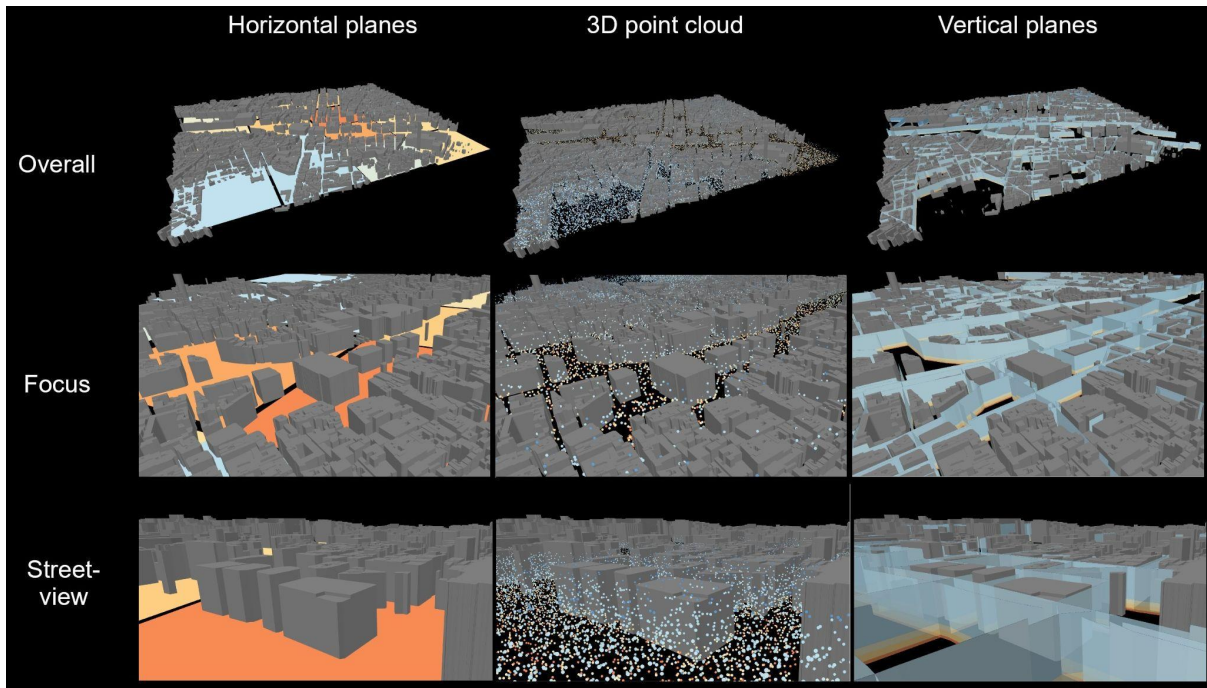 Horizontal planes
3D point cloud
Vertical planes
Overall
Focus
Street-
view